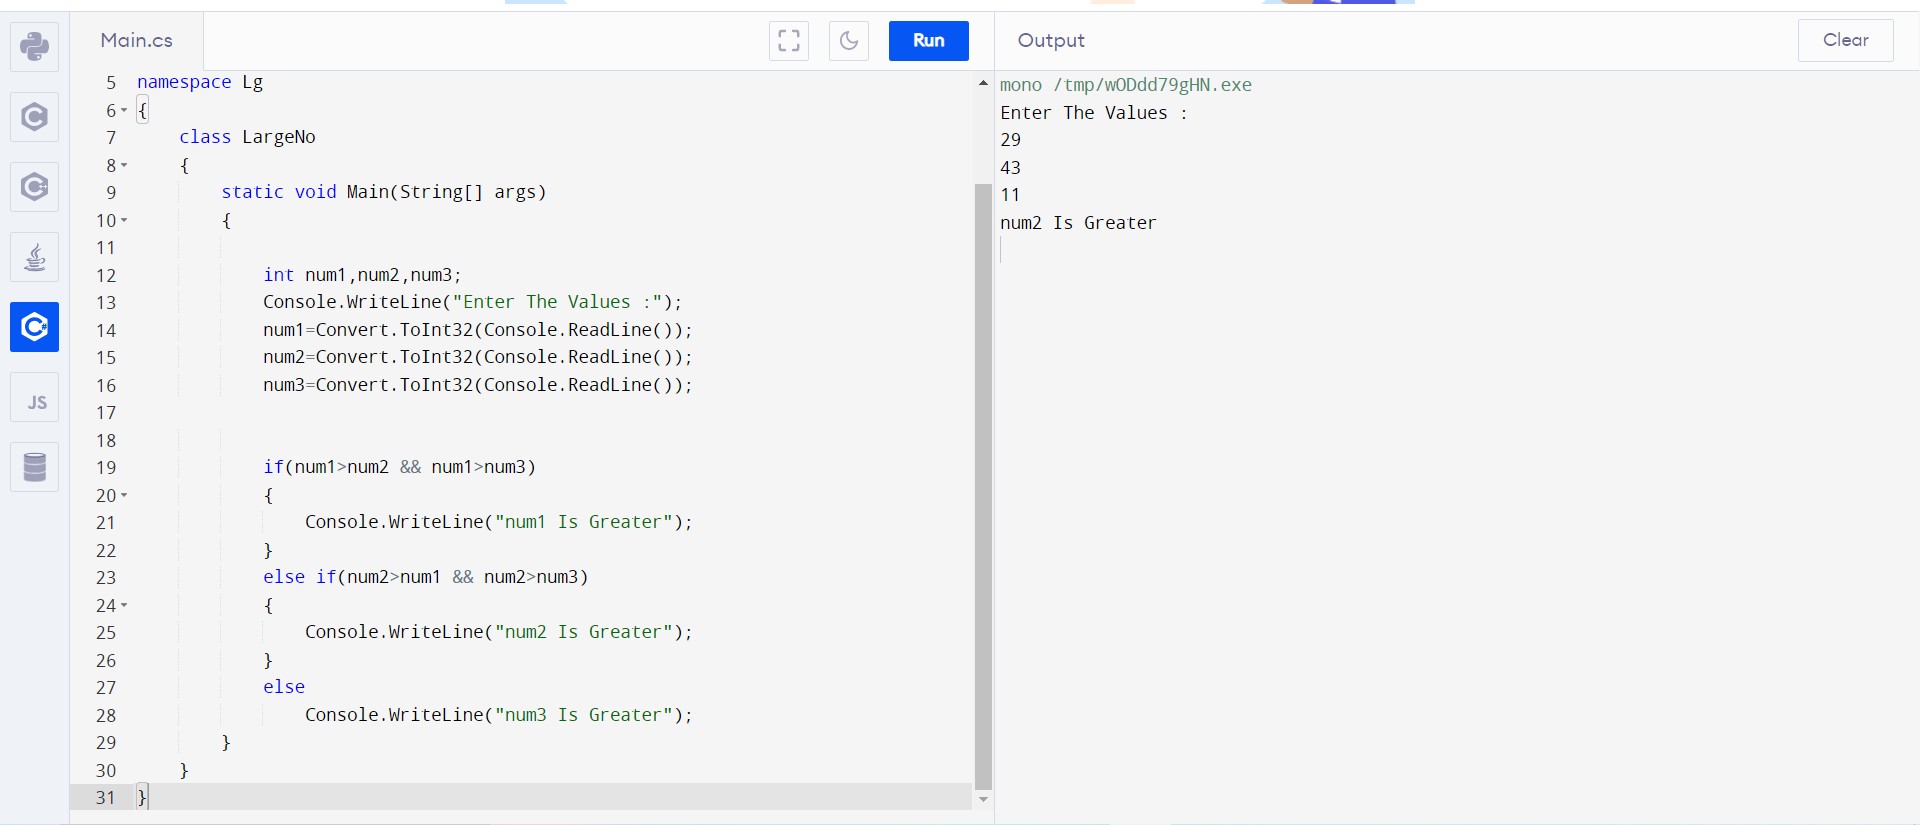 Main.cs
Run
Output
Clear
5 namespace Lg
6 {
7 class LargeNo
8 {
9 static void Main(String[] args)
10 {
11
12 int num1,num2,num3;
13 Console.WriteLine("Enter The Values :");
14 num1=Convert.ToInt32(Console.ReadLine());
15 num2=Convert.ToInt32(Console.ReadLine());
16 num3=Convert.ToInt32(Console.ReadLine());
17
18
19 if(num1>num2 && num1>num3)
20 {
21 Console.WriteLine("num1 Is Greater");
22 }
23 else if(num2>num1 && num2>num3)
24 {
25 Console.WriteLine("num2 Is Greater");
26 }
27 else
28 Console.WriteLine("num3 Is Greater");
29 }
30 }
31 }
mono /tmp/wODdd79gHN.exe
Enter The Values :
29
43
11
num2 Is Greater
C
C++
C#
JS